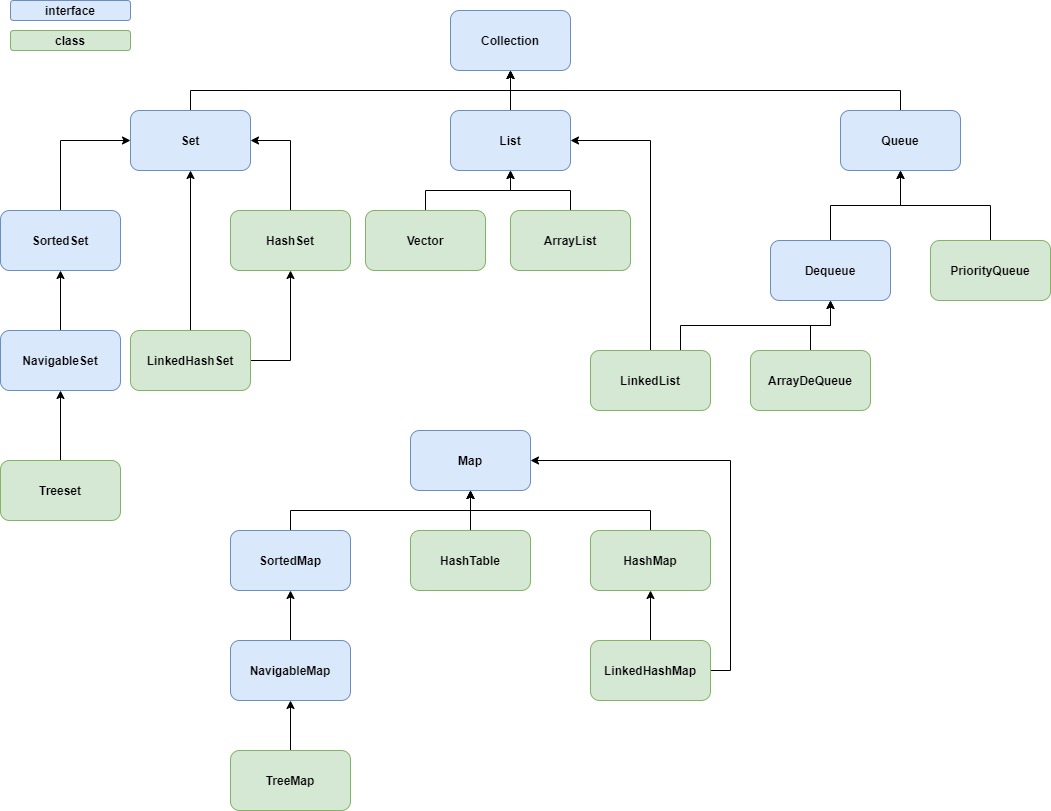 interface
class
Collection
Set
List
Queue
SortedSet
HashSet
Vector
ArrayList
Dequeue
PriorityQueue
NavigableSet
LinkedHashSet
LinkedList
ArrayDeQueue
Treeset
Map
SortedMap
HashTable
HashMap
NavigableMap
LinkedHashMap
TreeMap